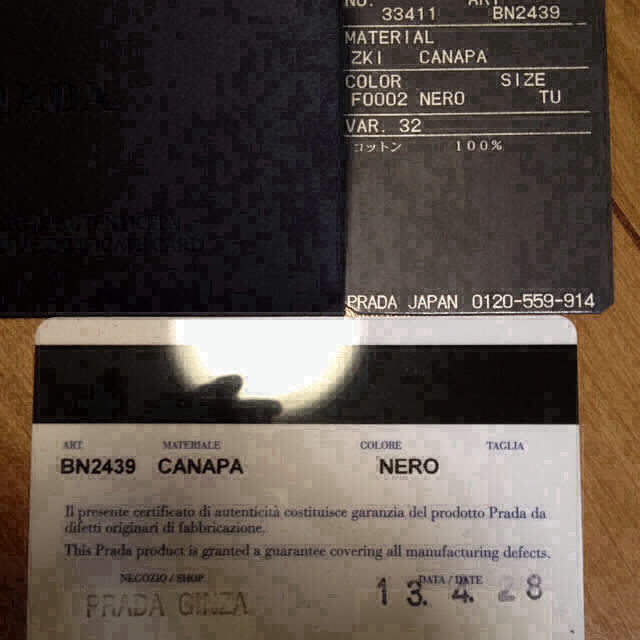 NO. ART
33411 BN2439
MATERIAL
ZKI CANAPA
COLOR SIZE
F0002 NERO TU
VAR. 32
コットン 100%
PRADA JAPAN 0120-559-914
ART MATERIALE COLORE TAGLIA
BN2439 CANAPA NERO
Il presente certificato di autenticità costituisce garanzia del prodotto Prada da
difetti originari di fabbricazione.
This Prada product is granted a guarantee covering all manufacturing defects.
NEGOZIO / SHOP DATA / DATE
PRADA GINZA 13. 4. 28